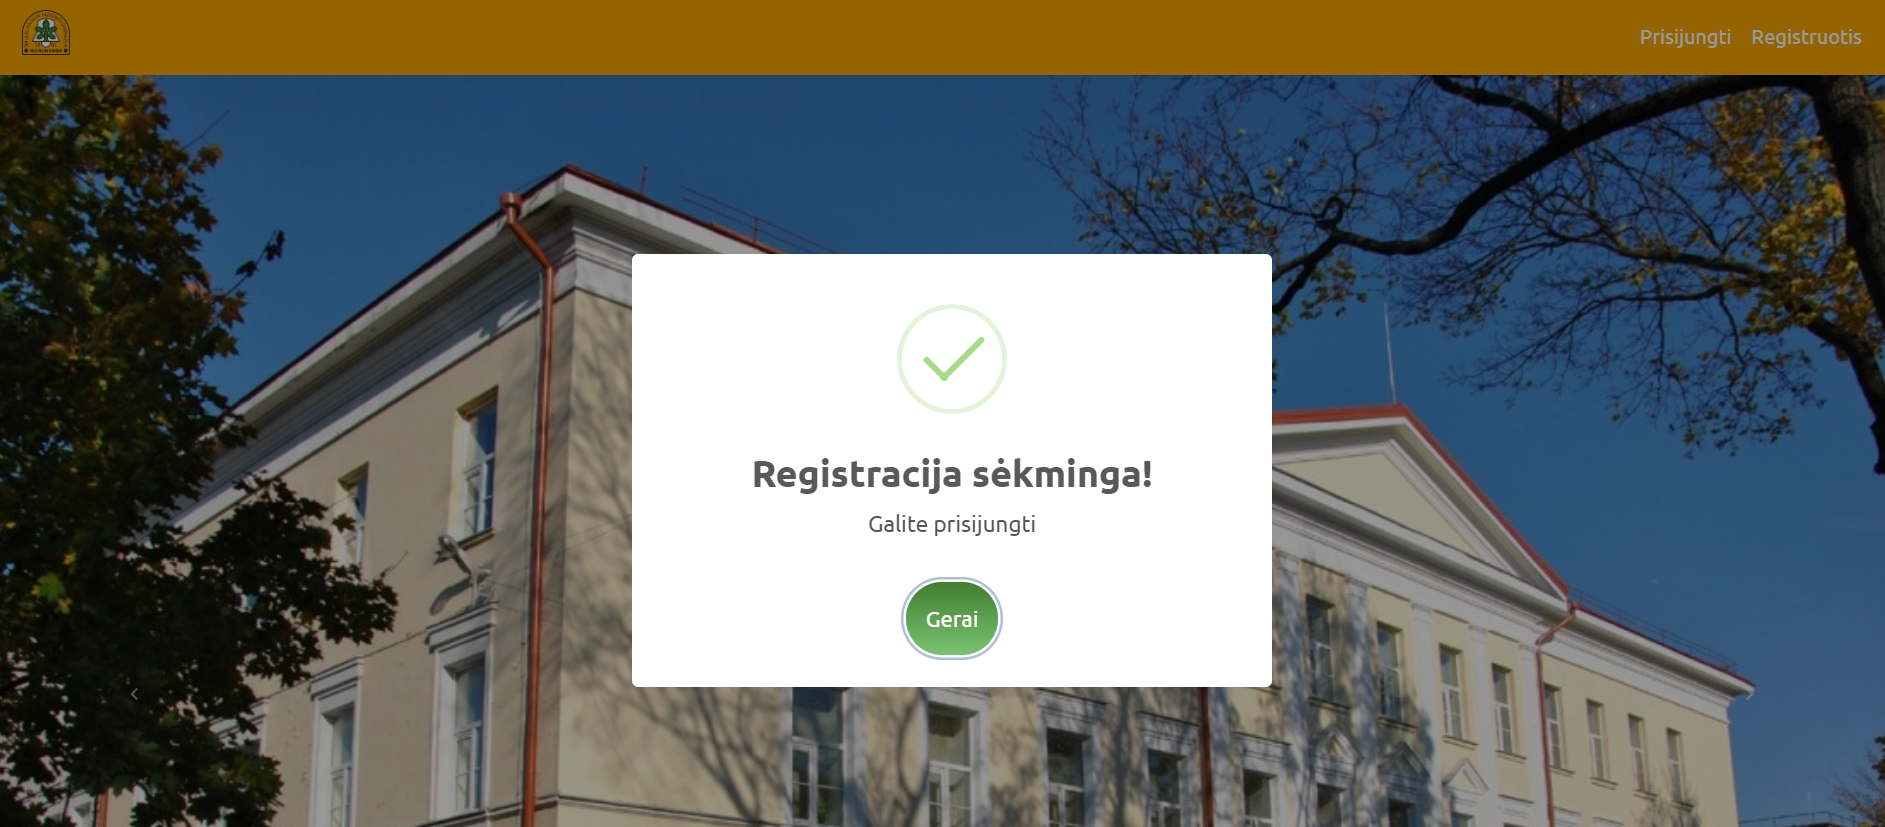 Prisijungti Registruotis
Registracija sėkminga!
Galite prisijungti
Gerai